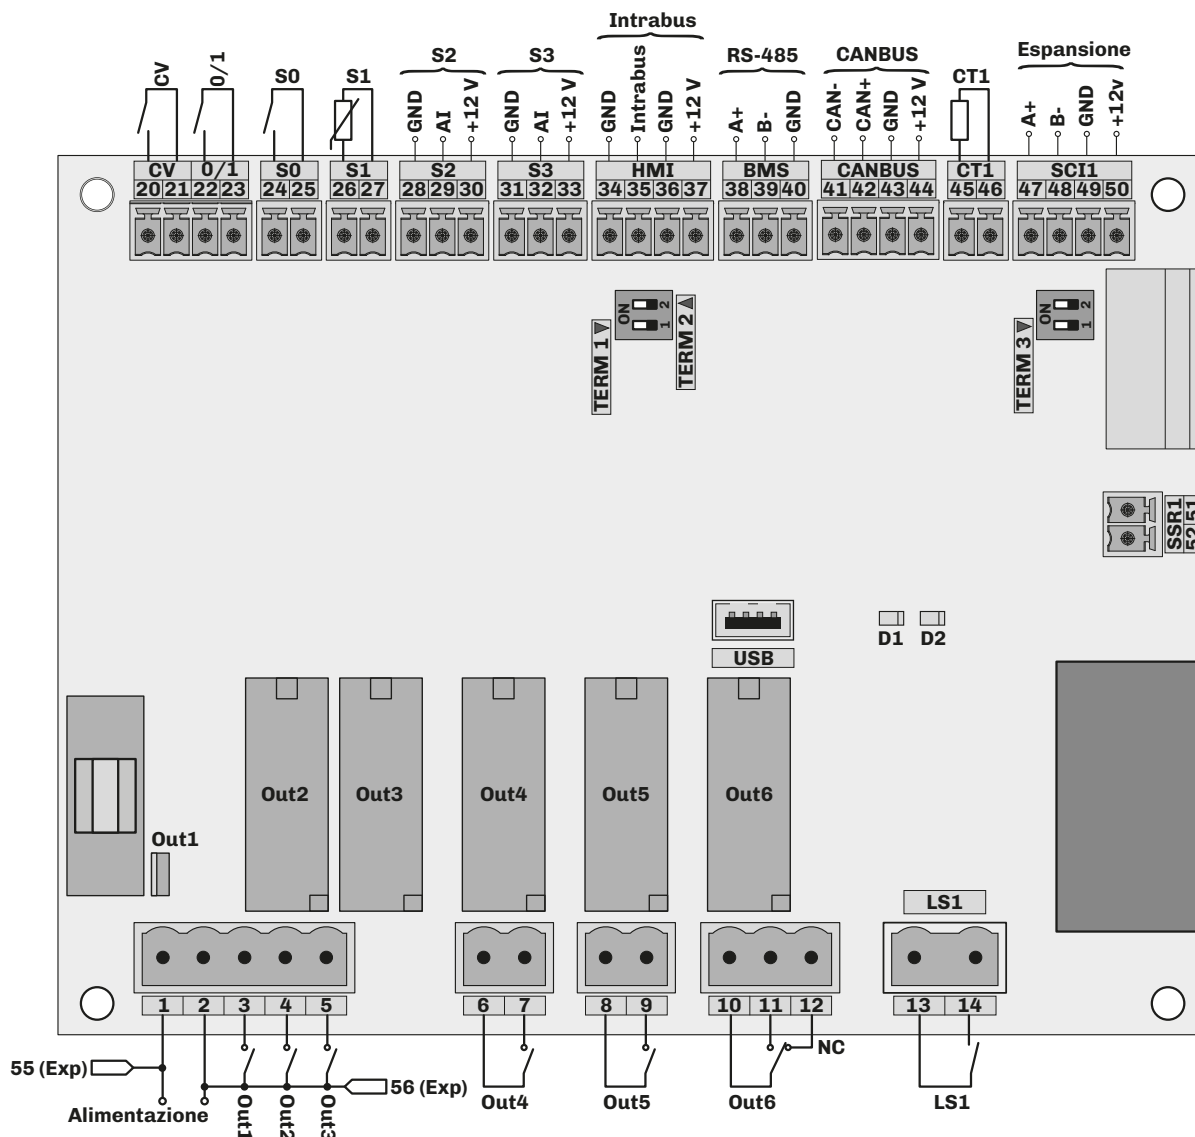 Intrabus
S2 S3 RS-485 CANBUS Espansione
CV 0/1 S0 S1 CT1
GND AI +12 V GND AI +12 V GND Intrabus GND +12 V A+ B- GND CAN- CAN+ GND +12 V A+ B- GND +12v
CV 0/1 S0 S1 S2 S3 HMI BMS CANBUS CT1 SCI1
20 21 22 23 24 25 26 27 28 29 30 31 32 33 34 35 36 37 38 39 40 41 42 43 44 45 46 47 48 49 50
ON 1 2
TERM 1
TERM 2
ON 1 2
TERM 3
SSR1
52 51
USB
D1 D2
Out2 Out3 Out4 Out5 Out6
Out1
LS1
1 2 3 4 5 6 7 8 9 10 11 12 13 14
NC
55 (Exp)
56 (Exp)
Alimentazione
Out1 Out2 Out3
Out4 Out5 Out6 LS1